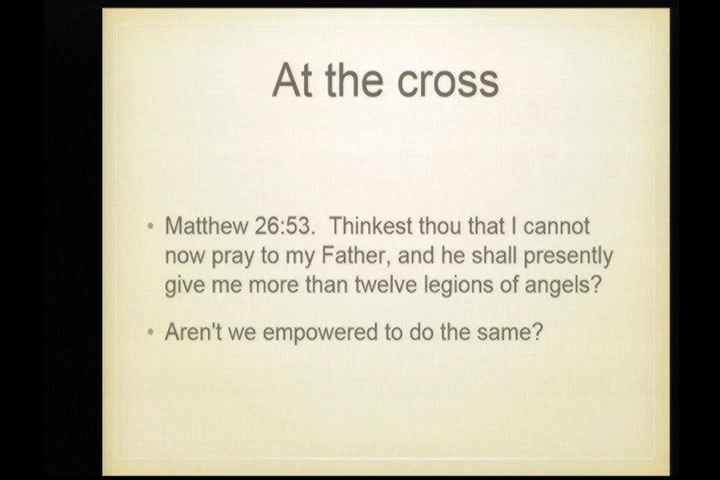 At the cross
• Matthew 26:53.  Thinkest thou that I cannot
now pray to my Father, and he shall presently
give me more than twelve legions of angels?
• Aren't we empowered to do the same?